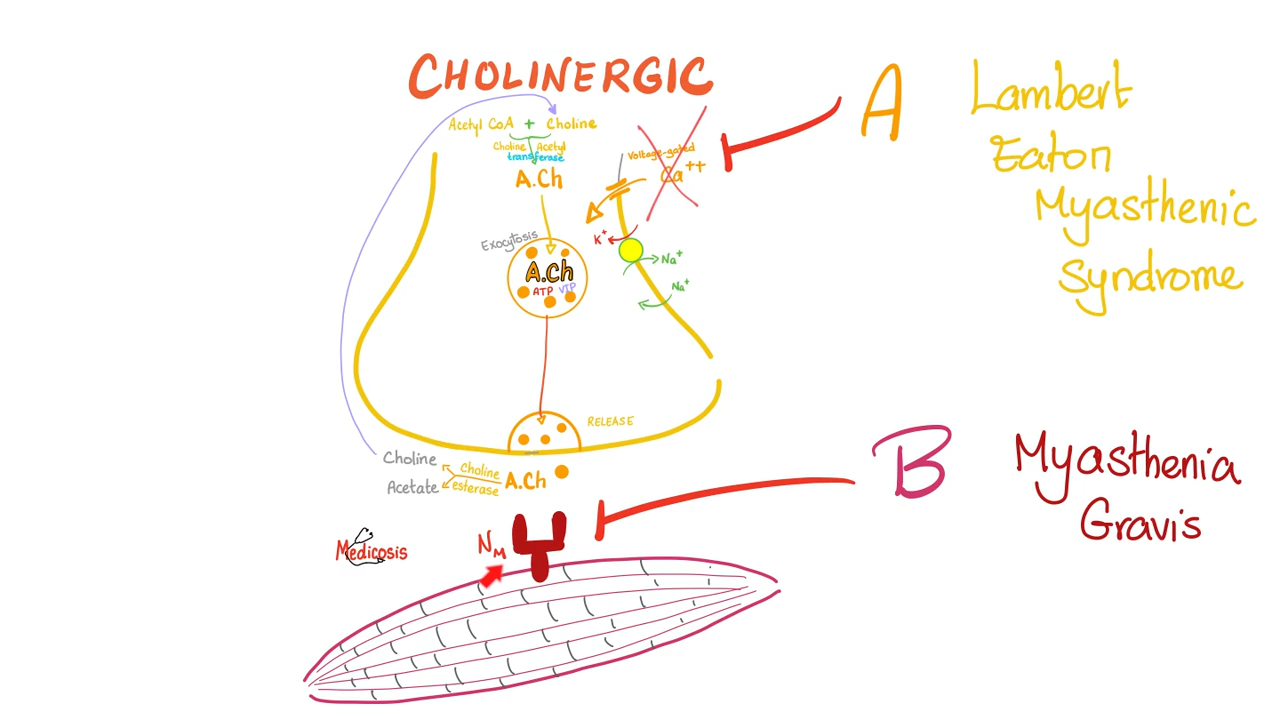 CHOLINERGIC
Acetyl CoA + Choline
Choline Acetyl
transferase
A.Ch
Voltage-gated
Ca++
Exocytosis
K+
Na+
Na+
A.Ch
ATP VIP
RELEASE
Choline
Acetate
Choline
esterase
A.Ch
Medicosis
NM
A
Lambert
Eaton
Myasthenic
Syndrome
B
Myasthenia
Gravis